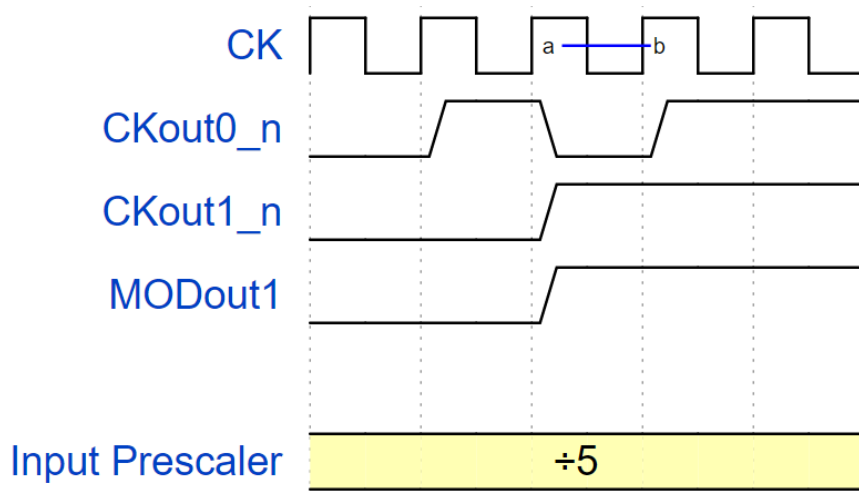 CK
a b
CKout0_n
CKout1_n
MODout1
Input Prescaler ÷5